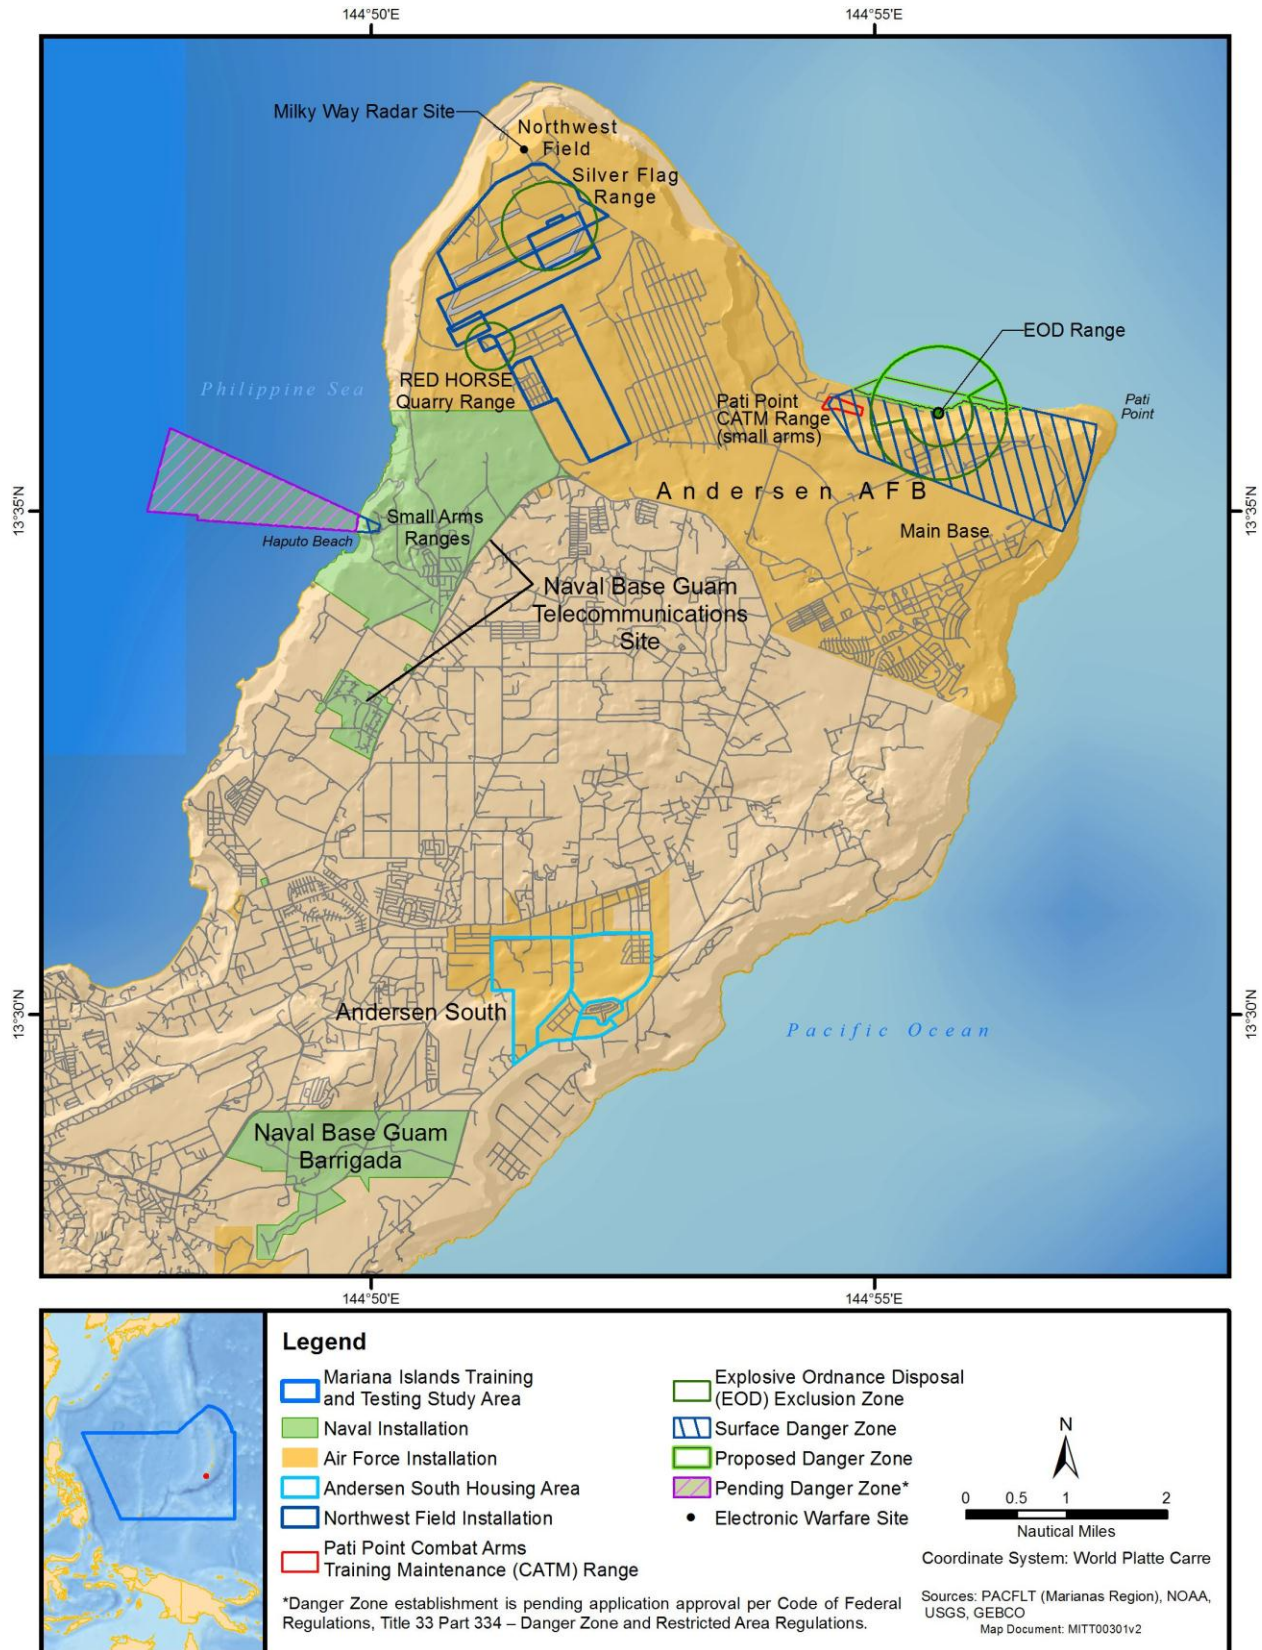 144°50'E
144°55'E
Milky Way Radar Site
Northwest
Field
Silver Flag
Range
EOD Range
Philippine Sea
RED HORSE
Quarry Range
Pati Point
CATM Range
(small arms)
Pati
Point
Andersen AFB
13°35'N
13°35'N
Small Arms
Ranges
Haputo Beach
Main Base
Naval Base Guam
Telecommunications
Site
Andersen South
13°30'N
13°30'N
Pacific Ocean
Naval Base Guam
Barrigada
144°50'E
144°55'E
Legend
Mariana Islands Training
and Testing Study Area
Naval Installation
Air Force Installation
Andersen South Housing Area
Northwest Field Installation
Pati Point Combat Arms
Training Maintenance (CATM) Range
Explosive Ordnance Disposal
(EOD) Exclusion Zone
Surface Danger Zone
Proposed Danger Zone
Pending Danger Zone*
Electronic Warfare Site
N
0 0.5 1 2
Nautical Miles
Coordinate System: World Platte Carre
*Danger Zone establishment is pending application approval per Code of Federal
Regulations, Title 33 Part 334 – Danger Zone and Restricted Area Regulations.
Sources: PACFLT (Marianas Region), NOAA,
USGS, GEBCO
Map Document: MITT00301v2